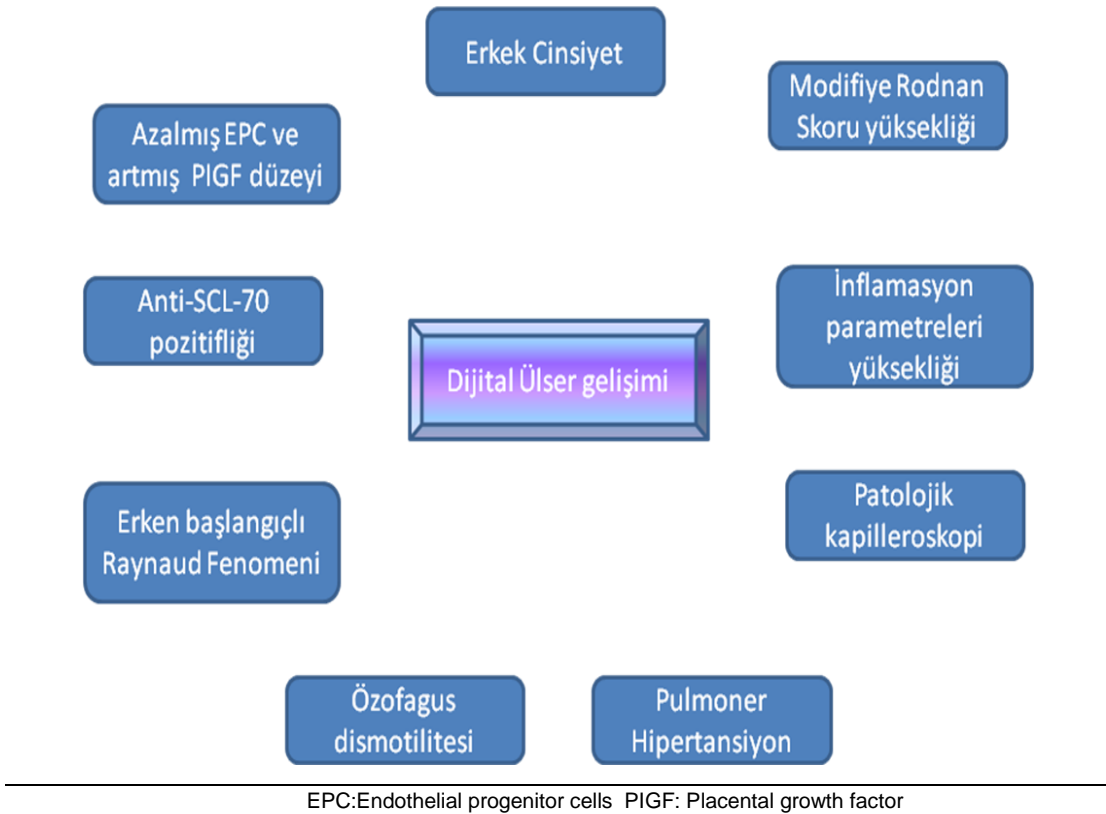 Erkek Cinsiyet
Modifiye Rodnan
Skoru yüksekliği
Azalmış EPC ve
artmış PIGF düzeyi
Anti-SCL-70
pozitifliği
İnflamasyon
parametreleri
yüksekliği
Dijital Ülser gelişimi
Erken başlangıçlı
Raynaud Fenomeni
Patolojik
kapilleroskopi
Özofagus
dismotilitesi
Pulmoner
Hipertansiyon
EPC:Endothelial progenitor cells PIGF: Placental growth factor